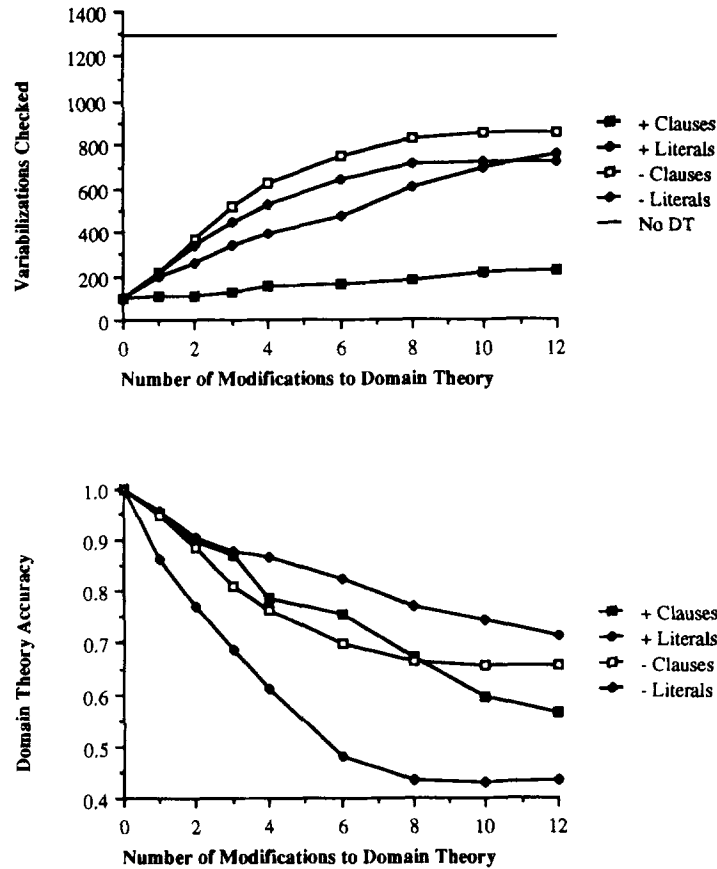 Variabilizations Checked
1400
1200
1000
800
600
400
200
0
0 2 4 6 8 10 12
Number of Modifications to Domain Theory
+ Clauses
+ Literals
- Clauses
- Literals
No DT
Domain Theory Accuracy
1.0
0.9
0.8
0.7
0.6
0.5
0.4
0 2 4 6 8 10 12
Number of Modifications to Domain Theory
+ Clauses
+ Literals
- Clauses
- Literals